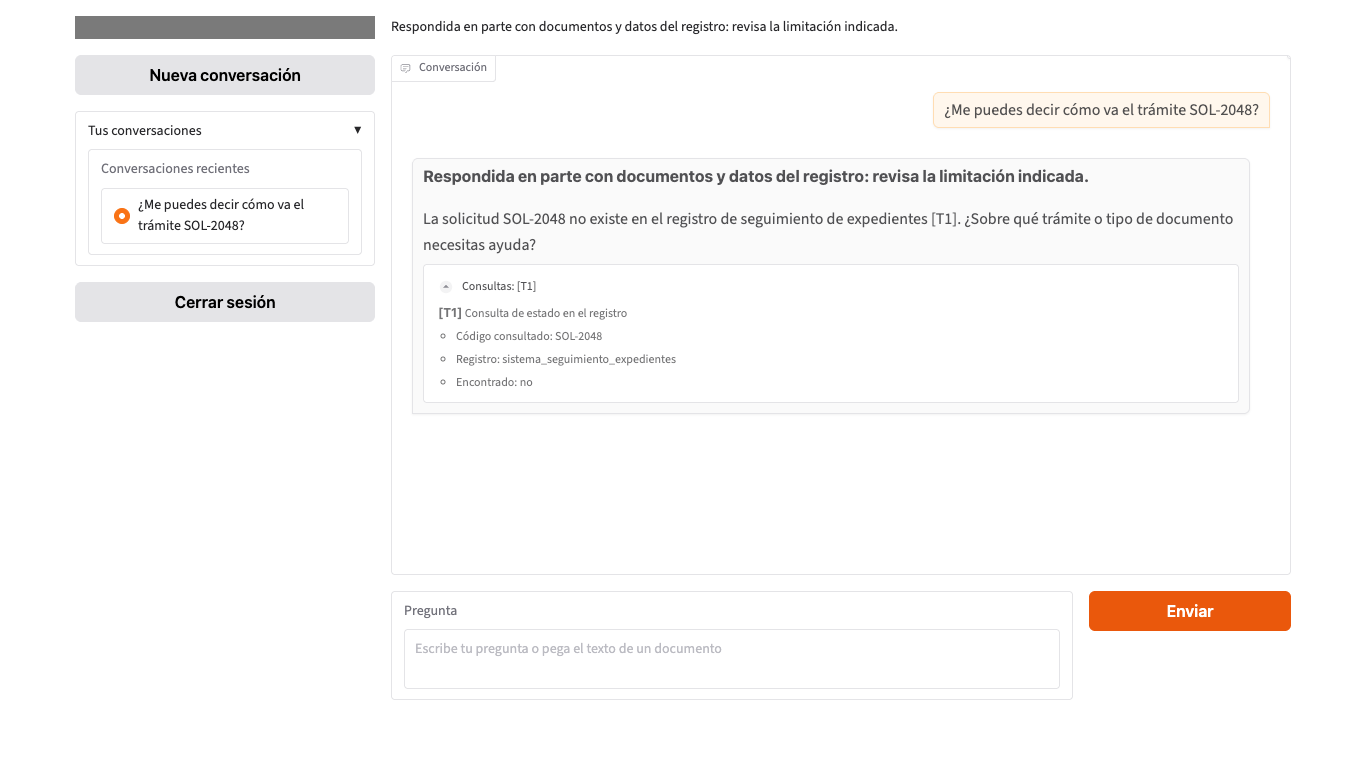 Respondida en parte con documentos y datos del registro: revisa la limitación indicada.
Nueva conversación
Tus conversaciones
Conversaciones recientes
¿Me puedes decir cómo va el
trámite SOL-2048?
Cerrar sesión
Conversación
¿Me puedes decir cómo va el trámite SOL-2048?
Respondida en parte con documentos y datos del registro: revisa la limitación indicada.
La solicitud SOL-2048 no existe en el registro de seguimiento de expedientes [T1]. ¿Sobre qué trámite o tipo de documento
necesitas ayuda?
Consultas: [T1]
[T1] Consulta de estado en el registro
Código consultado: SOL-2048
Registro: sistema_seguimiento_expedientes
Encontrado: no
Pregunta
Escribe tu pregunta o pega el texto de un documento
Enviar